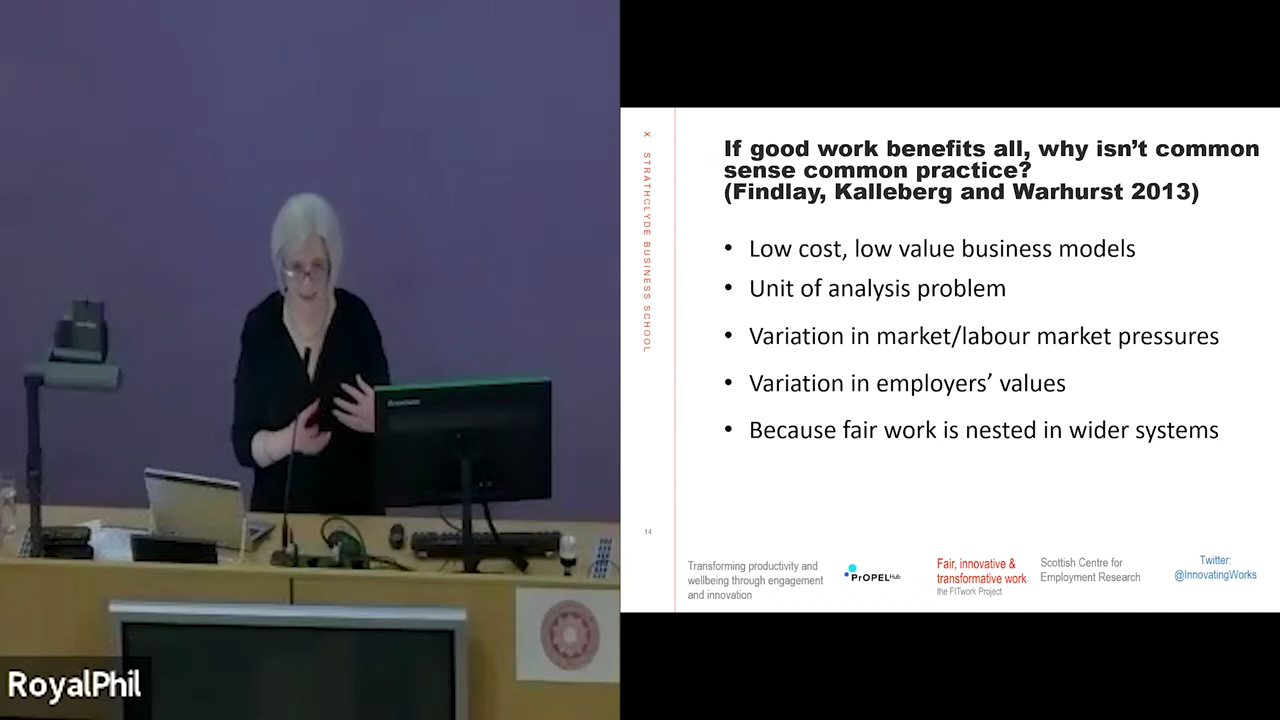 If good work benefits all, why isn’t common
sense common practice?
(Findlay, Kalleberg and Warhurst 2013)
• Low cost, low value business models
• Unit of analysis problem
• Variation in market/labour market pressures
• Variation in employers’ values
• Because fair work is nested in wider systems
X STRATHCLYDE BUSINESS SCHOOL
14
Transforming productivity and
wellbeing through engagement
and innovation
PrOPEL Hub
Fair, innovative &
transformative work
the FITwork Project
Scottish Centre for
Employment Research
Twitter:
@InnovatingWorks
RoyalPhil